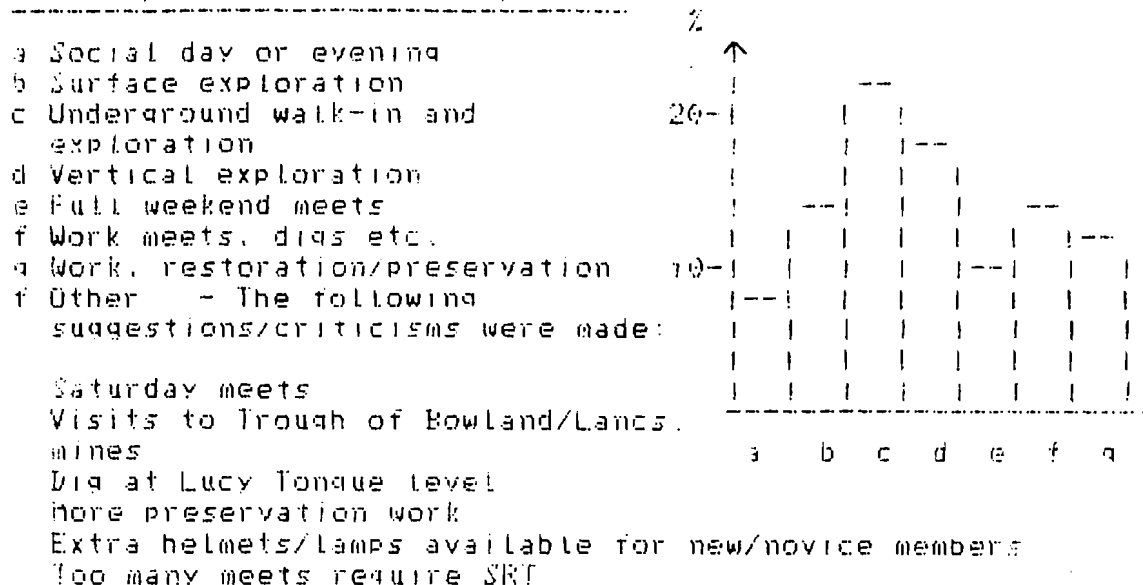 %
a Social day or evening
b Surface exploration
c Underground walk-in and
exploration
20-
d Vertical exploration
e Full weekend meets
f Work meets, digs etc.
g Work, restoration/preservation
10-
f Other - The following
suggestions/criticisms were made:
Saturday meets
Visits to Trough of Bowland/Lancs.
mines
a b c d e f g
Dig at Lucy Tongue level
More preservation work
Extra helmets/lamps available for new/novice members
Too many meets require SRT